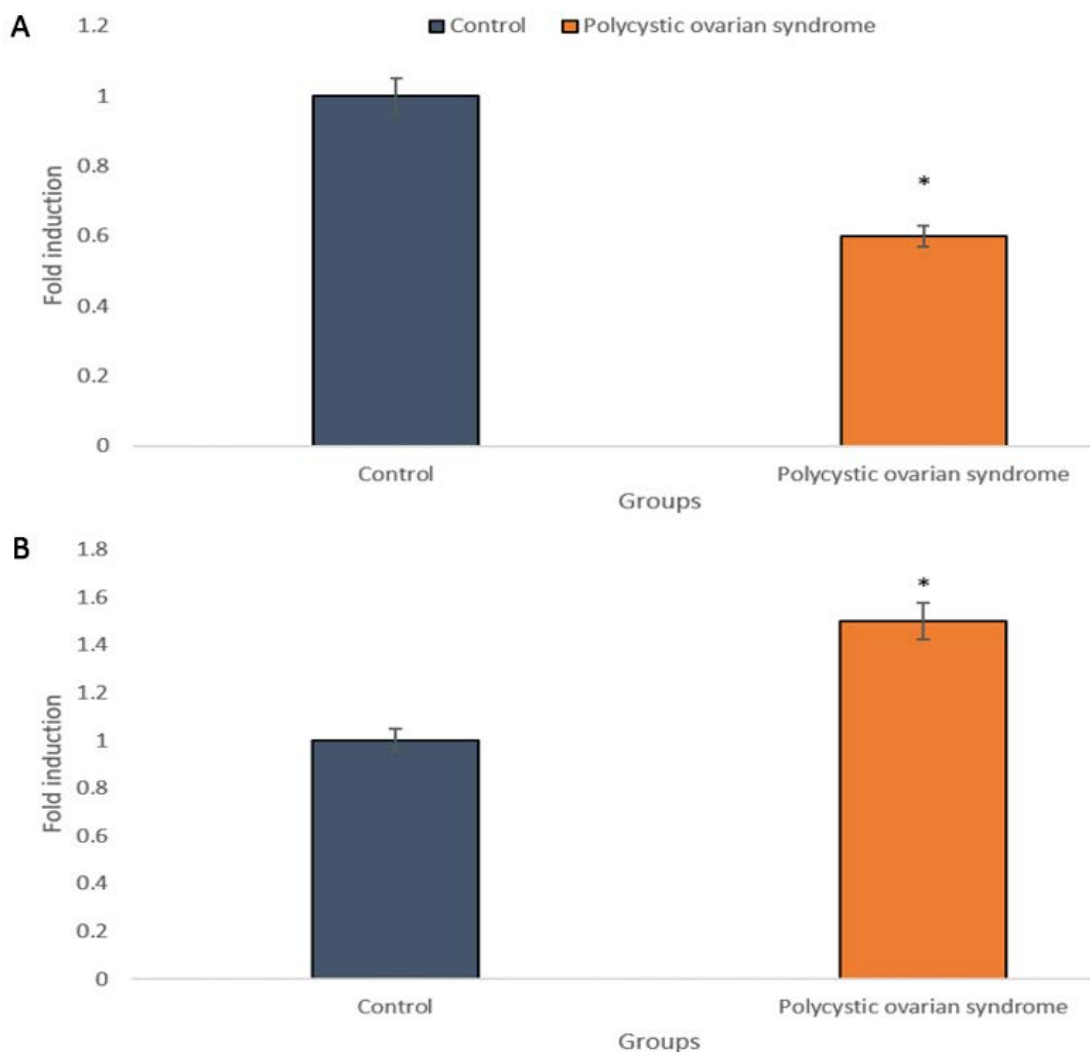 A
1.2
Control Polycystic ovarian syndrome
1
0.8
*
0.6
0.4
0.2
0
Fold induction
Control Polycystic ovarian syndrome
Groups
B
1.8
1.6
*
1.4
1.2
1
0.8
0.6
0.4
0.2
0
Fold induction
Control Polycystic ovarian syndrome
Groups